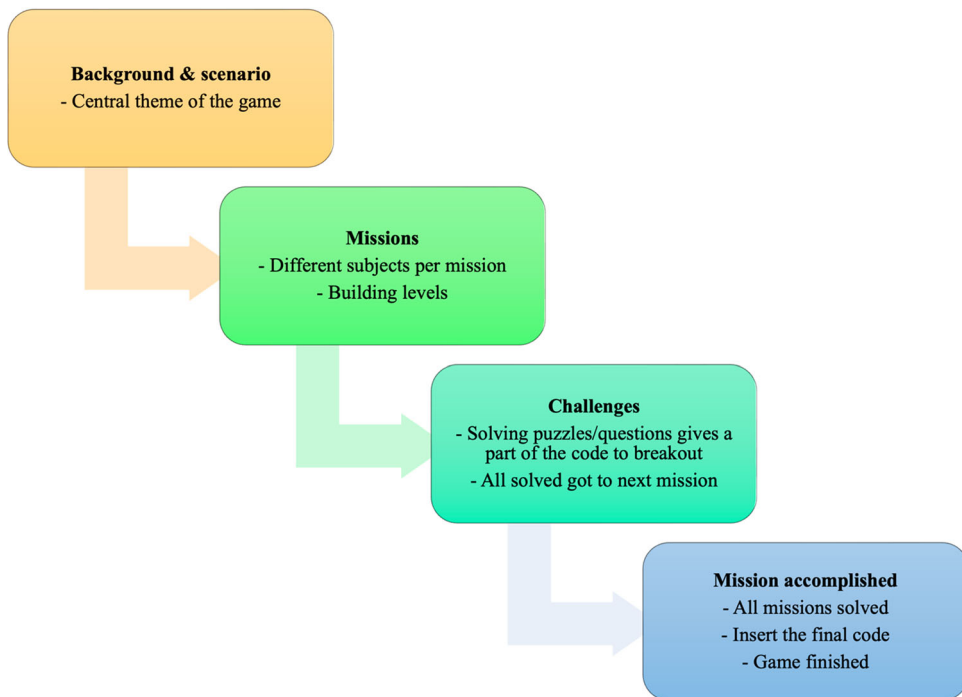 Background & scenario
- Central theme of the game
Missions
- Different subjects per mission
- Building levels
Challenges
- Solving puzzles/questions gives a
part of the code to breakout
- All solved got to next mission
Mission accomplished
- All missions solved
- Insert the final code
- Game finished